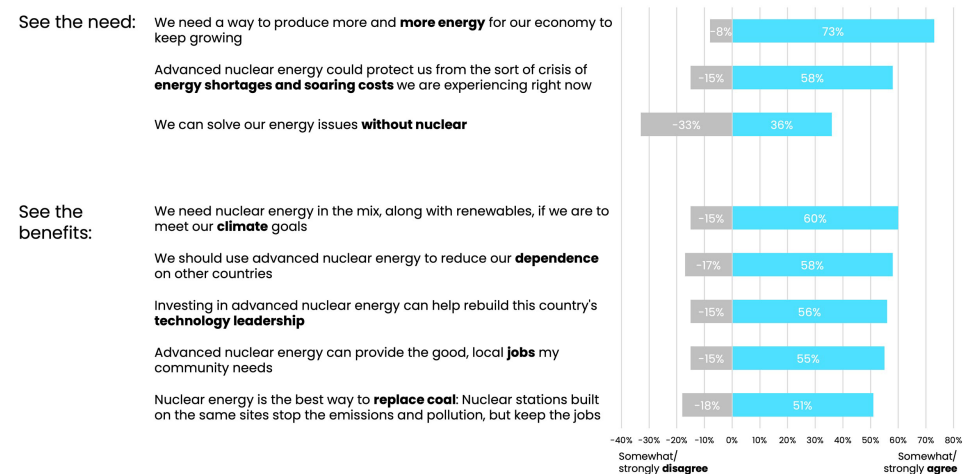 See the need:
We need a way to produce more and more energy for our economy to
keep growing
-8% 73%
Advanced nuclear energy could protect us from the sort of crisis of
energy shortages and soaring costs we are experiencing right now
-15% 58%
We can solve our energy issues without nuclear
-33% 36%
See the
benefits:
We need nuclear energy in the mix, along with renewables, if we are to
meet our climate goals
-15% 60%
We should use advanced nuclear energy to reduce our dependence
on other countries
-17% 58%
Investing in advanced nuclear energy can help rebuild this country's
technology leadership
-15% 56%
Advanced nuclear energy can provide the good, local jobs my
community needs
-15% 55%
Nuclear energy is the best way to replace coal: Nuclear stations built
on the same sites stop the emissions and pollution, but keep the jobs
-18% 51%
-40% -30% -20% -10% 0% 10% 20% 30% 40% 50% 60% 70% 80%
Somewhat/
strongly disagree
Somewhat/
strongly agree